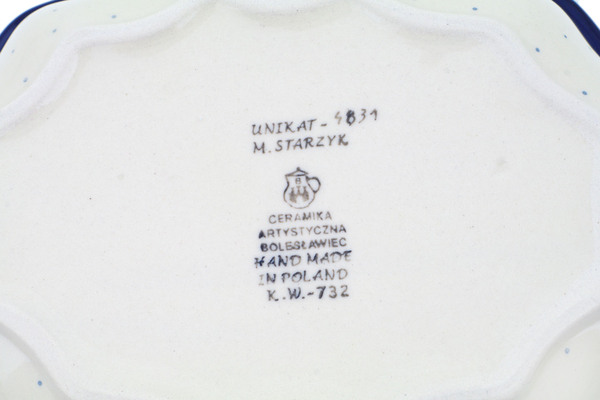 UNIKAT - 4831
M. STARZYK
B
CERAMIKA
ARTYSTYCZNA
BOLESŁAWIEC
HAND MADE
IN POLAND
K.W.-732